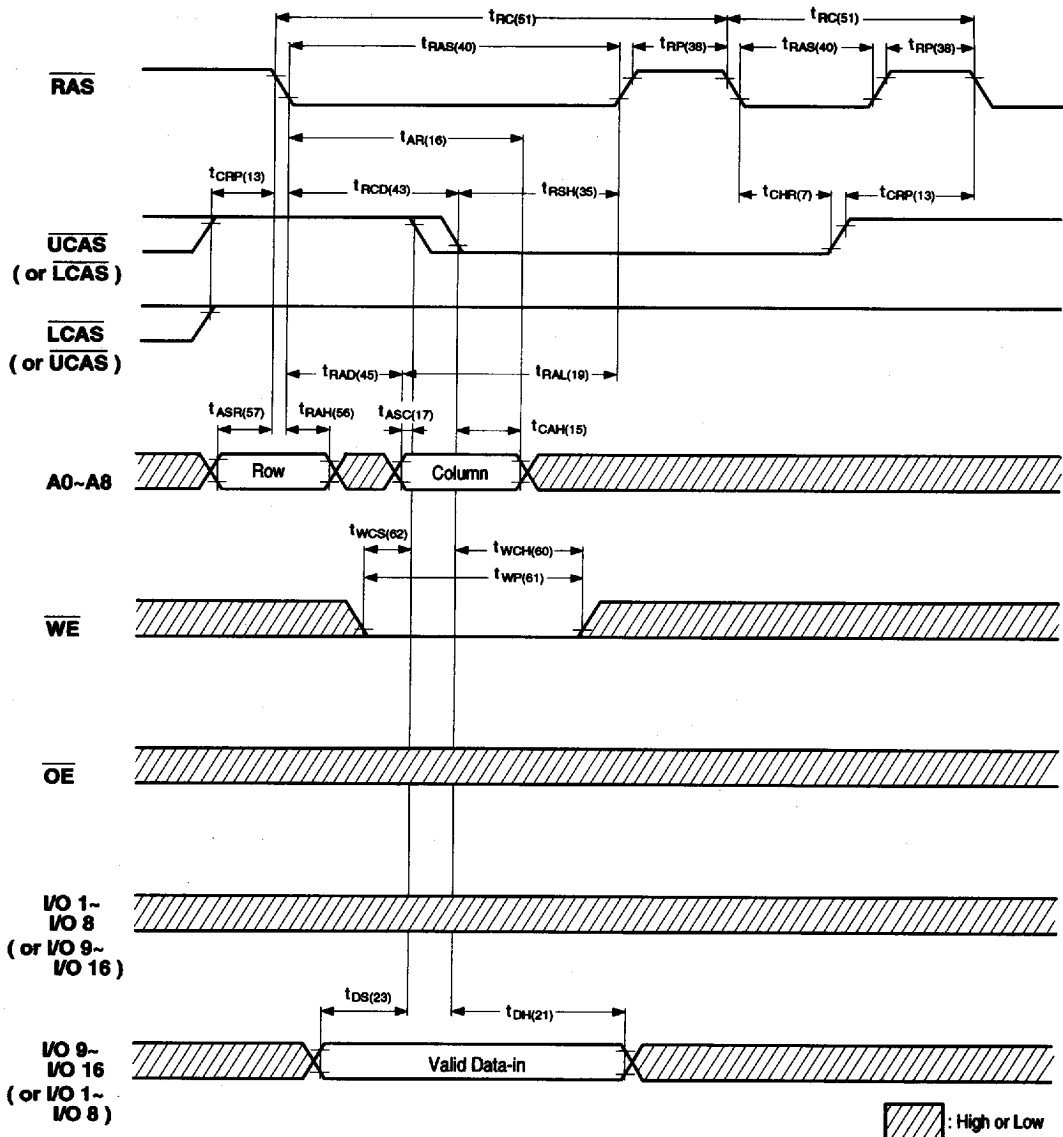 tRC(51) tRC(51)
tRAS(40) tRP(38) tRAS(40) tRP(38)
RAS
tAR(16)
tCRP(13) tRCD(43) tRSH(35) tCHR(7) tCRP(13)
UCAS
( or LCAS )
LCAS
( or UCAS )
tRAD(45) tRAL(19)
tASR(57) tRAH(56) tASC(17) tCAH(15)
A0~A8 Row Column
tWCS(62) tWCH(60)
tWP(61)
WE
OE
I/O 1~
I/O 8
( or I/O 9~
I/O 16 )
tDS(23) tDH(21)
I/O 9~
I/O 16
( or I/O 1~
I/O 8 )
Valid Data-in
: High or Low